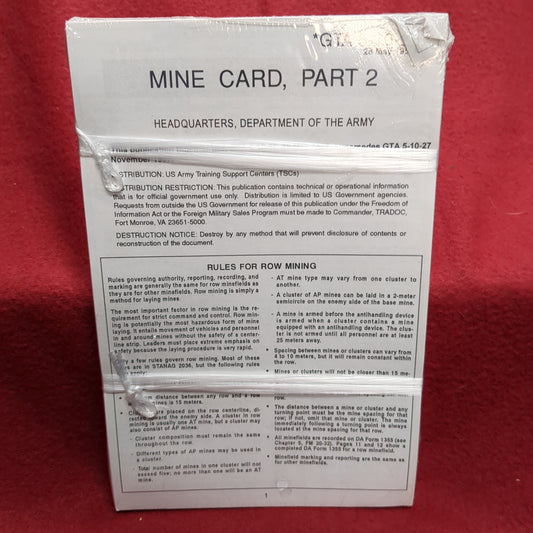 *GTA
28 May 19
MINE CARD, PART 2
HEADQUARTERS, DEPARTMENT OF THE ARMY
This publication GTA 5-10-27
November 19
DISTRIBUTION: US Army Training Support Centers (TSCs)
DISTRIBUTION RESTRICTION: This publication contains technical or operational information
that is for official government use only. Distribution is limited to US Government agencies.
Requests from outside the US Government for release of this publication under the Freedom of
Information Act or the Foreign Military Sales Program must be made to Commander, TRADOC,
Fort Monroe, VA 23651-5000.
DESTRUCTION NOTICE: Destroy by any method that will prevent disclosure of contents or
reconstruction of the document.
RULES FOR ROW MINING
Rules governing authority, reporting, recording, and
marking are generally the same for row minefields as
they are for other minefields. Row mining is simply a
method for laying mines
The most important factor in row mining is the re-
quirement for strict command and control. Row min-
ing is potentially the most hazardous form of mine
laying. It entails movement of vehicles and personnel
in and around mines without the safety of a center-
line strip. Leaders must place extreme emphasis on
safety because the laying procedure is very rapid.
Only a few rules govern row mining. Most of these
rules are in STANAG 2036, but the following rules
apply:
distance between any row and a row
mines is 15 meters.
are placed on the row centerline, di-
toward the enemy side. A cluster in row
mining is usually one AT mine, but a cluster may
also consist of AP mines.
- Cluster composition must remain the same
throughout the row.
- Different types of AP mines may be used in
a cluster.
- Total number of mines in one cluster will not
exceed five; no more than one will be an AT
mine.
- AT mine type may vary from one cluster to
another.
- A cluster of AP mines can be laid in a 2-meter
semicircle on the enemy side of the base mine.
- A mine is armed before the antihandling device
is armed when a cluster contains a mine
equipped with an antihandling device. The clus-
ter is not armed until all personnel are at least
25 meters away.
• Spacing between mines or clusters can vary from
4 to 10 meters, but it will remain constant within
the row.
• Mines or clusters will not be closer than 15 me-
• The distance between a mine or cluster and any
turning point must be the mine spacing for that
row; if not, omit that mine or cluster. The mine
immediately following a turning point is always
located at the mine spacing for that row.
• All minefields are recorded on DA Form 1355 (see
Chapter 5, FM 20-32). Pages 11 and 12 show a
completed DA Form 1355 for a row minefield.
• Minefield marking and reporting are the same as
for other minefields.
1